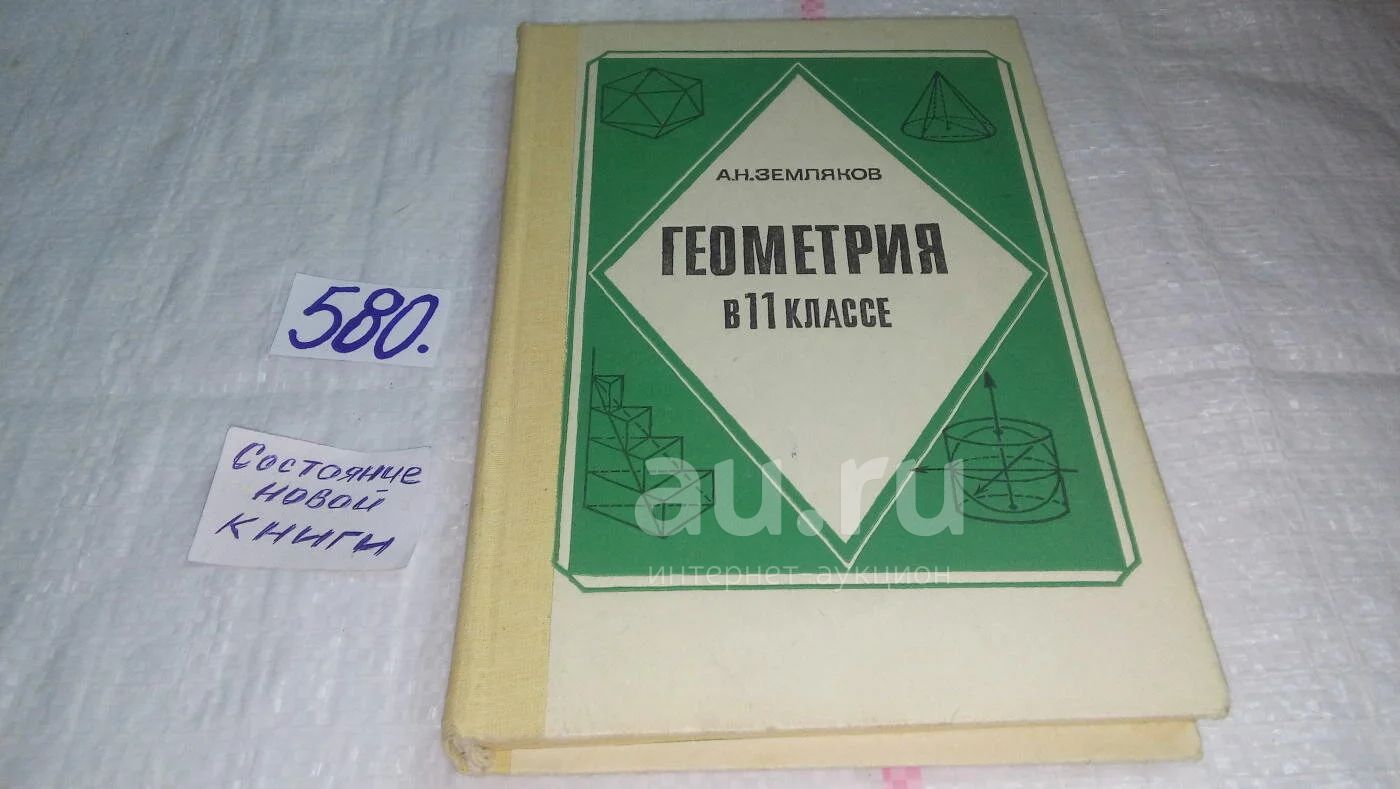 А.Н.ЗЕМЛЯКОВ
ГЕОМЕТРИЯ
В 11 КЛАССЕ
580.
Состояние
новой
книги
au.ru
интернет-аукцион